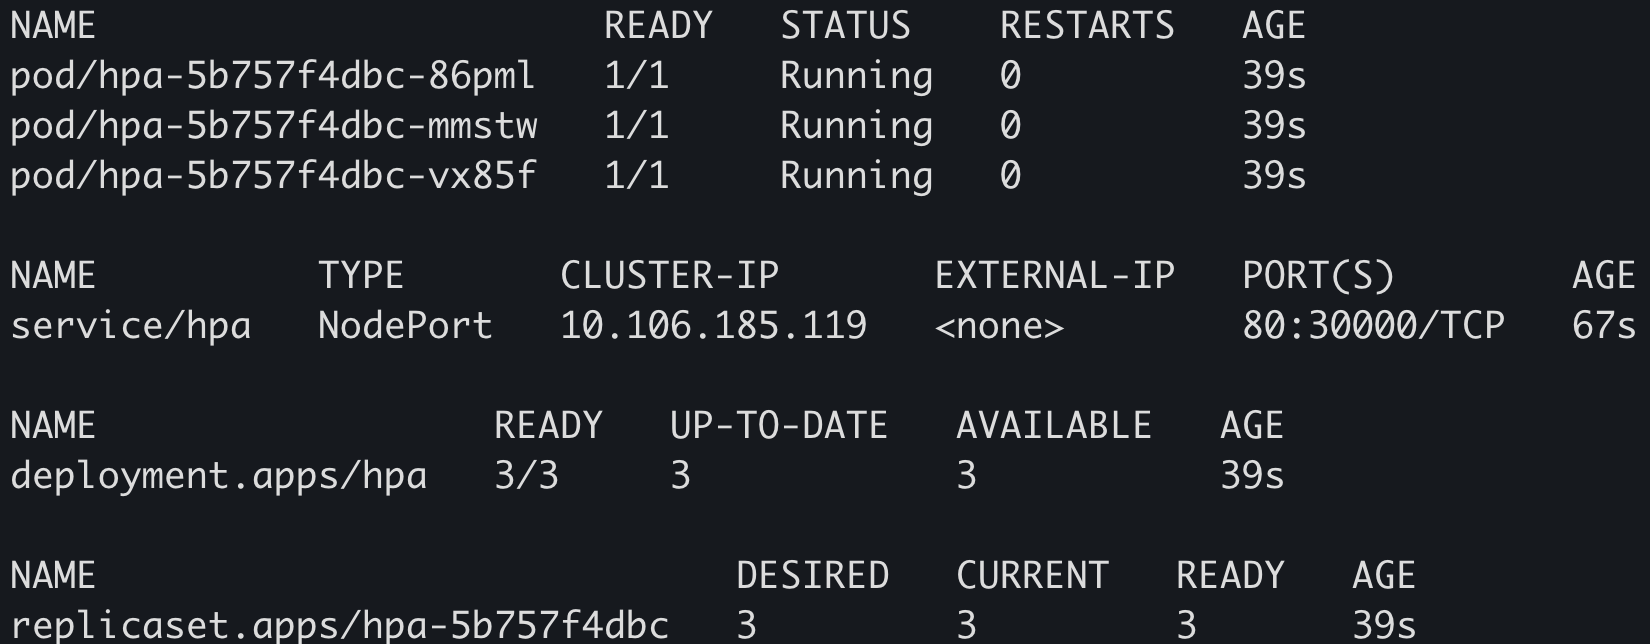 NAME                       READY   STATUS    RESTARTS   AGE
pod/hpa-5b757f4dbc-86pml   1/1     Running   0          39s
pod/hpa-5b757f4dbc-mmstw   1/1     Running   0          39s
pod/hpa-5b757f4dbc-vx85f   1/1     Running   0          39s

NAME          TYPE       CLUSTER-IP       EXTERNAL-IP   PORT(S)        AGE
service/hpa   NodePort   10.106.185.119   <none>        80:30000/TCP   67s

NAME                  READY   UP-TO-DATE   AVAILABLE   AGE
deployment.apps/hpa   3/3     3            3           39s

NAME                             DESIRED   CURRENT   READY   AGE
replicaset.apps/hpa-5b757f4dbc   3         3         3       39s